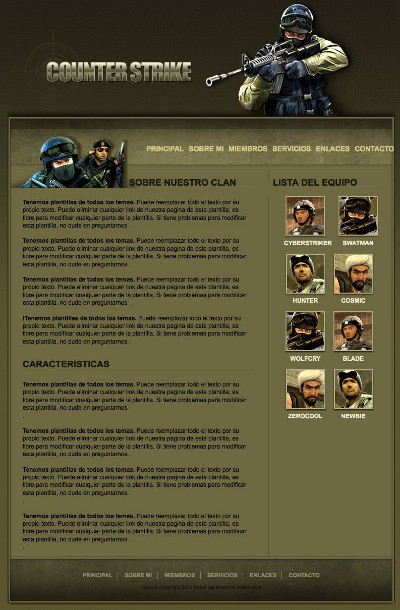 COUNTER STRIKE
PRINCIPAL SOBRE MI MIEMBROS SERVICIOS ENLACES CONTACTO
SOBRE NUESTRO CLAN
Tenemos plantillas de todos los temas. Puede reemplazar todo el texto por su
propio texto. Puede eliminar cualquier link de nuestra pagina de esta plantilla, es
libre para modificar cualquier parte de la plantilla. Si tiene problemas para modificar
esta plantilla, no dude en preguntarnos .
Tenemos plantillas de todos los temas. Puede reemplazar todo el texto por su
propio texto. Puede eliminar cualquier link de nuestra pagina de esta plantilla, es
libre para modificar cualquier parte de la plantilla. Si tiene problemas para modificar
esta plantilla, no dude en preguntarnos .
Tenemos plantillas de todos los temas. Puede reemplazar todo el texto por su
propio texto. Puede eliminar cualquier link de nuestra pagina de esta plantilla, es
libre para modificar cualquier parte de la plantilla. Si tiene problemas para modificar
esta plantilla, no dude en preguntarnos .
ITenemos plantillas de todos los temas. Puede reemplazar todo el texto por su
propio texto. Puede eliminar cualquier link de nuestra pagina de esta plantilla, es
libre para modificar cualquier parte de la plantilla. Si tiene problemas para modificar
esta plantilla, no dude en preguntarnos .
CARACTERISTICAS
Tenemos plantillas de todos los temas. Puede reemplazar todo el texto por su
propio texto. Puede eliminar cualquier link de nuestra pagina de esta plantilla, es
libre para modificar cualquier parte de la plantilla. Si tiene problemas para modificar
esta plantilla, no dude en preguntarnos .
.
Tenemos plantillas de todos los temas. Puede reemplazar todo el texto por su
propio texto. Puede eliminar cualquier link de nuestra pagina de esta plantilla, es
libre para modificar cualquier parte de la plantilla. Si tiene problemas para modificar
esta plantilla, no dude en preguntarnos .
Tenemos plantillas de todos los temas. Puede reemplazar todo el texto por su
propio texto. Puede eliminar cualquier link de nuestra pagina de esta plantilla, es
libre para modificar cualquier parte de la plantilla. Si tiene problemas para modificar
esta plantilla, no dude en preguntarnos .
.
Tenemos plantillas de todos los temas. Puede reemplazar todo el texto por su
propio texto. Puede eliminar cualquier link de nuestra pagina de esta plantilla, es
libre para modificar cualquier parte de la plantilla. Si tiene problemas para modificar
esta plantilla, no dude en preguntarnos .
.
LISTA DEL EQUIPO
CYBERSTRIKER SWATMAN
HUNTER COSMIC
WOLFCRY BLADE
ZEROCOOL NEWBIE
PRINCIPAL | SOBRE MI | MIEMBROS | SERVICIOS | ENLACES | CONTACTO